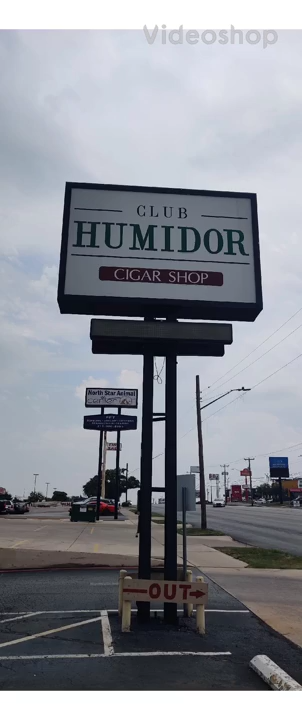 Videoshop
CLUB
HUMIDOR
CIGAR SHOP
North Star Animal
OUT